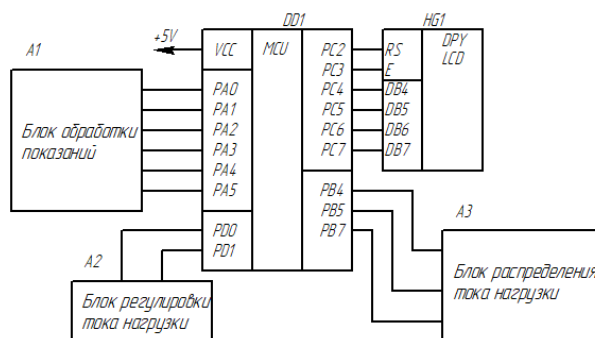 DD1
HG1
+5V
VCC
MCU
PC2
RS
DPY
LCD
A1
PC3
E
PA0
PC4
DB4
PA1
PC5
DB5
Блок обработки
показаний
PA2
PC6
DB6
PA3
PC7
DB7
PA4
PA5
PB4
PB5
PB7
A3
PD0
PD1
A2
Блок регулировки
тока нагрузки
Блок распределения
тока нагрузки